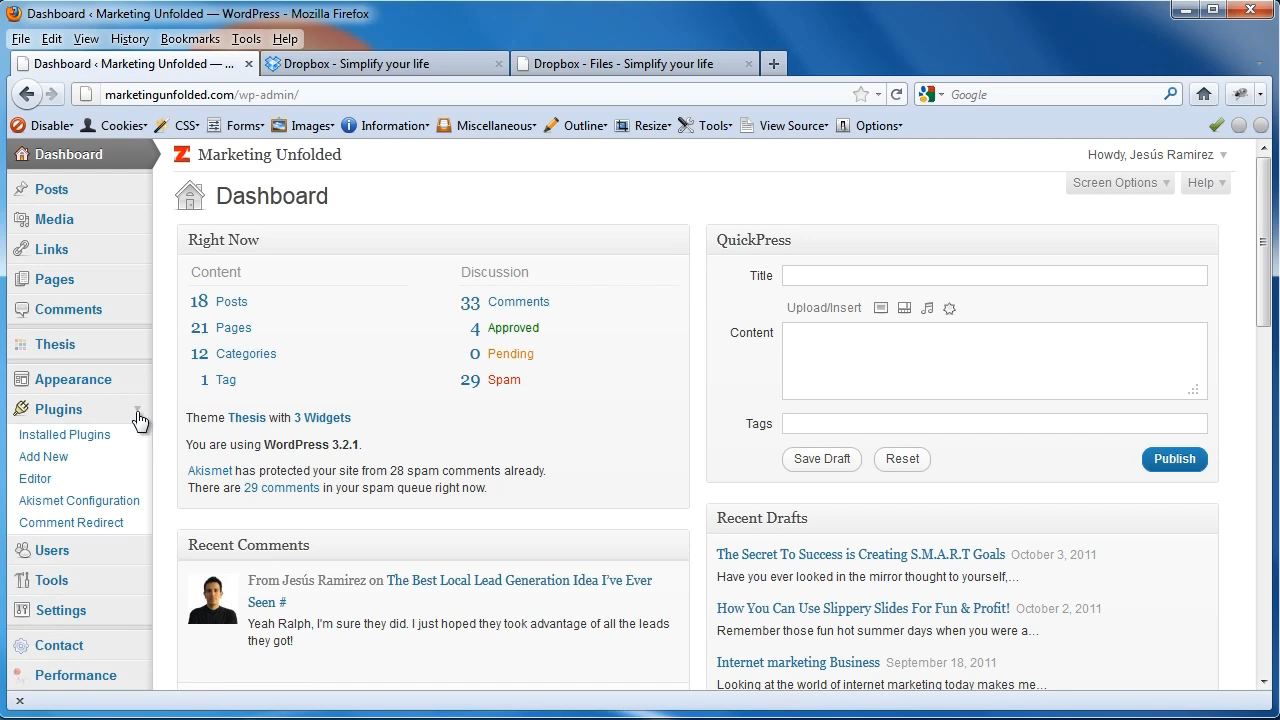 Dashboard ‹ Marketing Unfolded — WordPress - Mozilla Firefox
File Edit View History Bookmarks Tools Help
Dashboard ‹ Marketing Unfolded — ... Dropbox - Simplify your life Dropbox - Files - Simplify your life
marketingunfolded.com/wp-admin/ Google
Disable Cookies CSS Forms Images Information Miscellaneous Outline Resize Tools View Source Options
Dashboard
Posts
Media
Links
Pages
Comments
Thesis
Appearance
Plugins
Installed Plugins
Add New
Editor
Akismet Configuration
Comment Redirect
Users
Tools
Settings
Contact
Performance
Marketing Unfolded
Howdy, Jesús Ramirez
Screen Options Help
Dashboard
Right Now
Content Discussion
18 Posts 33 Comments
21 Pages 4 Approved
12 Categories 0 Pending
1 Tag 29 Spam
Theme Thesis with 3 Widgets
You are using WordPress 3.2.1.
Akismet has protected your site from 28 spam comments already.
There are 29 comments in your spam queue right now.
Recent Comments
From Jesús Ramirez on The Best Local Lead Generation Idea I've Ever
Seen #
Yeah Ralph, I'm sure they did. I just hoped they took advantage of all the leads
they got!
QuickPress
Title
Upload/Insert
Content
Tags
Save Draft Reset Publish
Recent Drafts
The Secret To Success is Creating S.M.A.R.T Goals October 3, 2011
Have you ever looked in the mirror thought to yourself,...
How You Can Use Slippery Slides For Fun & Profit! October 2, 2011
Remember those fun hot summer days when you were a...
Internet marketing Business September 18, 2011
Looking at the world of internet marketing today makes me...